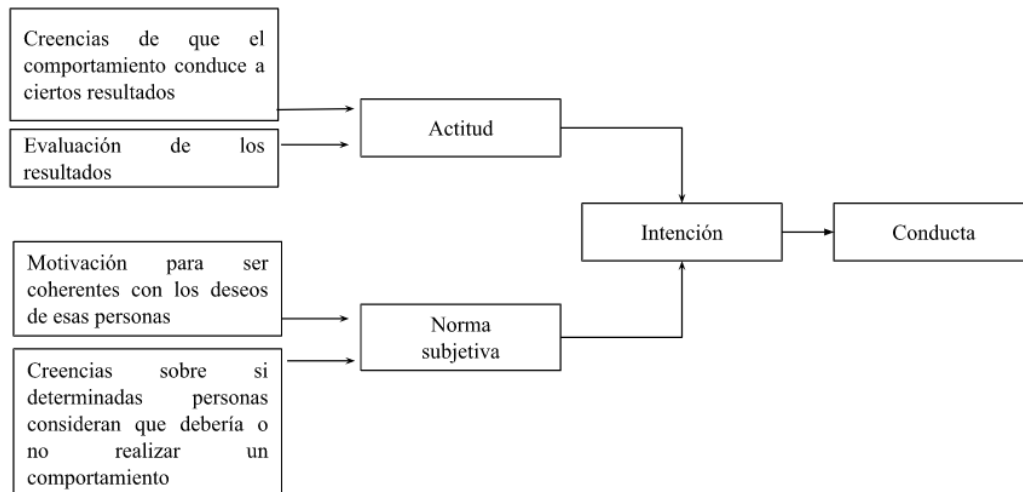 Creencias de que el
comportamiento conduce a
ciertos resultados
Evaluación de los
resultados
Actitud
Intención
Conducta
Motivación para ser
coherentes con los deseos
de esas personas
Norma
subjetiva
Creencias sobre si
determinadas personas
consideran que debería o
no realizar un
comportamiento